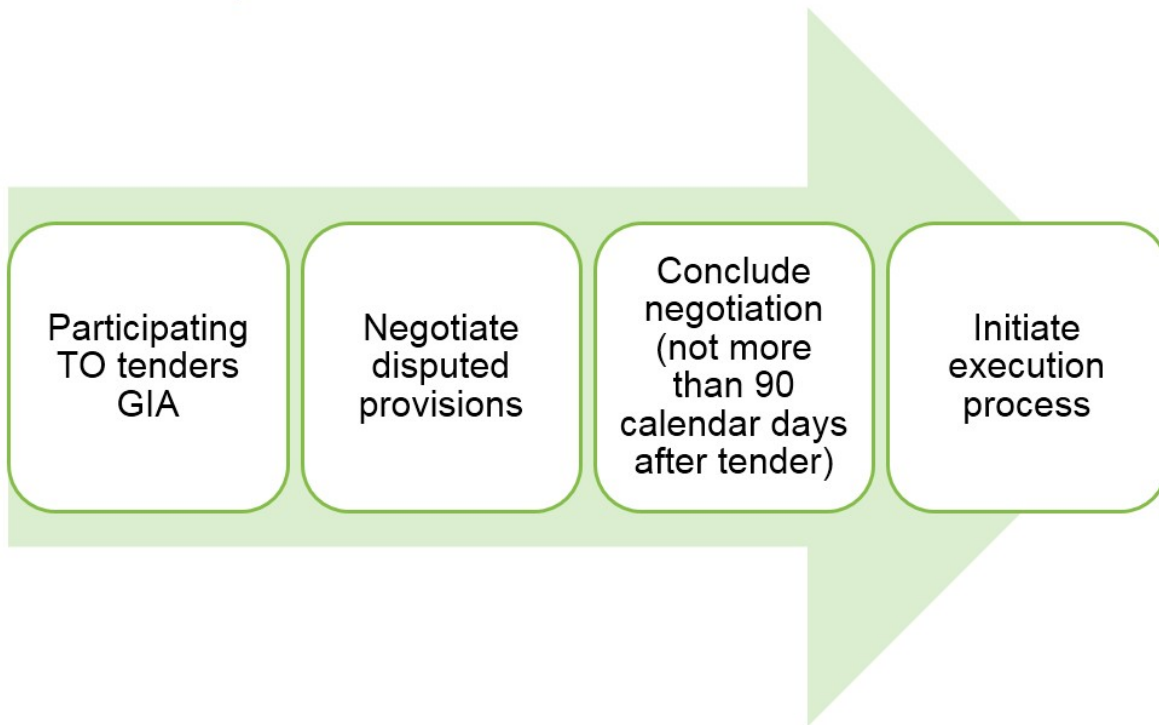 Participating
TO tenders
GIA
Negotiate
disputed
provisions
Conclude
negotiation
(not more
than 90
calendar days
after tender)
Initiate
execution
process